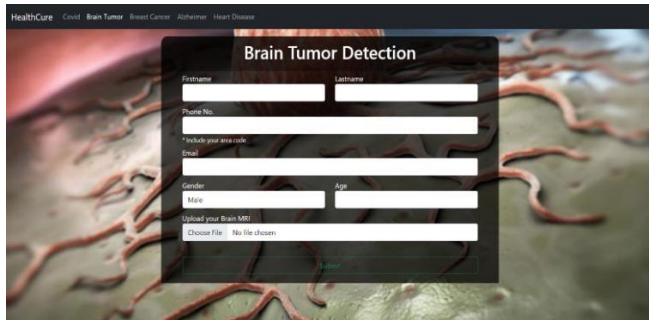 HealthCure Covid Brain Tumor Breast Cancer Alzheimer Heart Disease
Brain Tumor Detection
Firstname Lastname
Phone No.
* Include your area code
Email
Gender Age
Male
Upload your Brain MRI
Choose File No file chosen
Submit